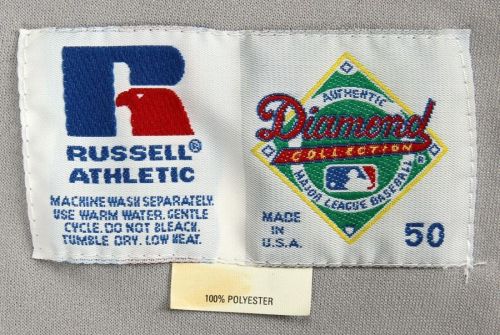 RUSSELL®
ATHLETIC
MACHINE WASH SEPARATELY.
USE WARM WATER. GENTLE
CYCLE. DO NOT BLEACH.
TUMBLE DRY. LOW HEAT.
AUTHENTIC
Diamond
COLLECTION
MAJOR LEAGUE BASEBALL
MADE IN
U.S.A.
50
100% POLYESTER